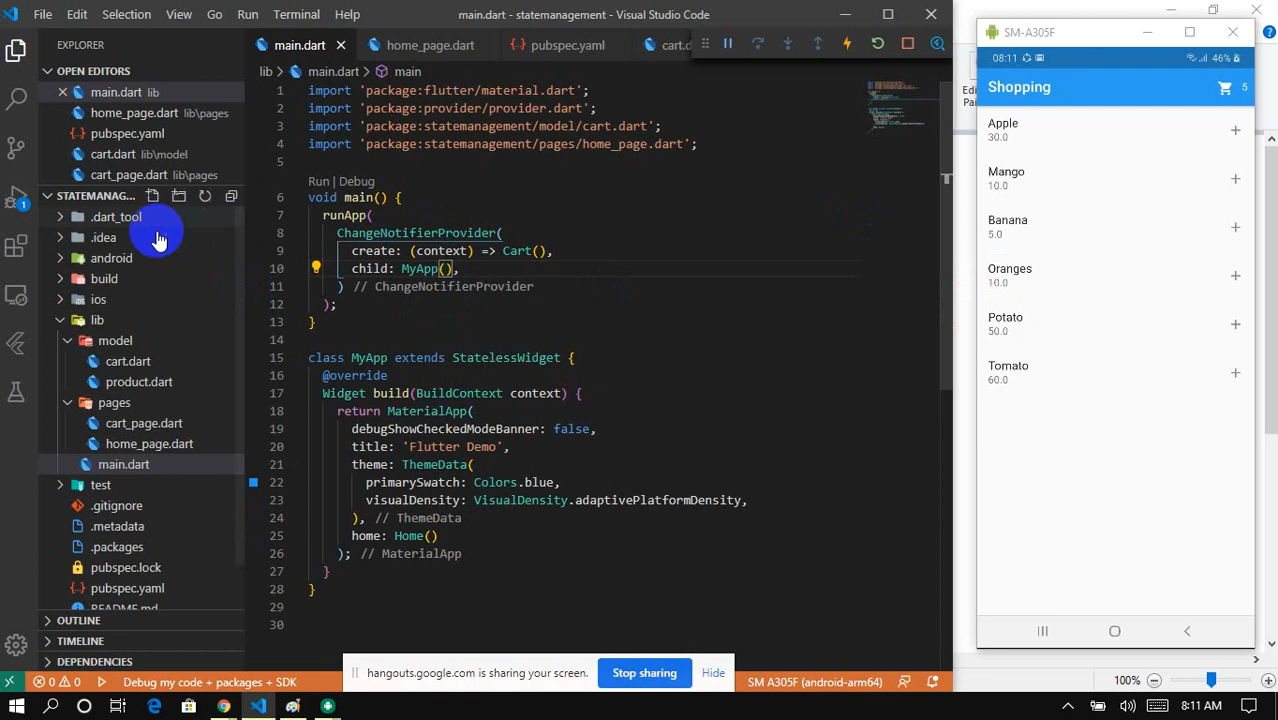 File Edit Selection View Go Run Terminal Help
main.dart - statemanagement - Visual Studio Code
EXPLORER
OPEN EDITORS
main.dart lib
home_page.dart lib\pages
pubspec.yaml
cart.dart lib\model
cart_page.dart lib\pages
STATEMANAG...
.dart_tool
.idea
android
build
ios
lib
model
cart.dart
product.dart
pages
cart_page.dart
home_page.dart
main.dart
test
.gitignore
.metadata
.packages
pubspec.lock
pubspec.yaml
README.md
OUTLINE
TIMELINE
DEPENDENCIES
1
main.dart home_page.dart pubspec.yaml cart.d
lib > main.dart > main
1 import 'package:flutter/material.dart';
2 import 'package:provider/provider.dart';
3 import 'package:statemanagement/model/cart.dart';
4 import 'package:statemanagement/pages/home_page.dart';
5
Run | Debug
6 void main() {
7 runApp(
8 ChangeNotifierProvider(
9 create: (context) => Cart(),
10 child: MyApp(),
11 ) // ChangeNotifierProvider
12 );
13 }
14
15 class MyApp extends StatelessWidget {
16 @override
17 Widget build(BuildContext context) {
18 return MaterialApp(
19 debugShowCheckedModeBanner: false,
20 title: 'Flutter Demo',
21 theme: ThemeData(
22 primarySwatch: Colors.blue,
23 visualDensity: VisualDensity.adaptivePlatformDensity,
24 ), // ThemeData
25 home: Home()
26 ); // MaterialApp
27 }
28 }
29
30
hangouts.google.com is sharing your screen. Stop sharing Hide
0 0 Debug my code + packages + SDK
SM A305F (android-arm64)
SM-A305F
08:11 46%
Shopping 5
Apple
30.0
Mango
10.0
Banana
5.0
Oranges
10.0
Potato
50.0
Tomato
60.0
Edi
Pai
100%
8:11 AM